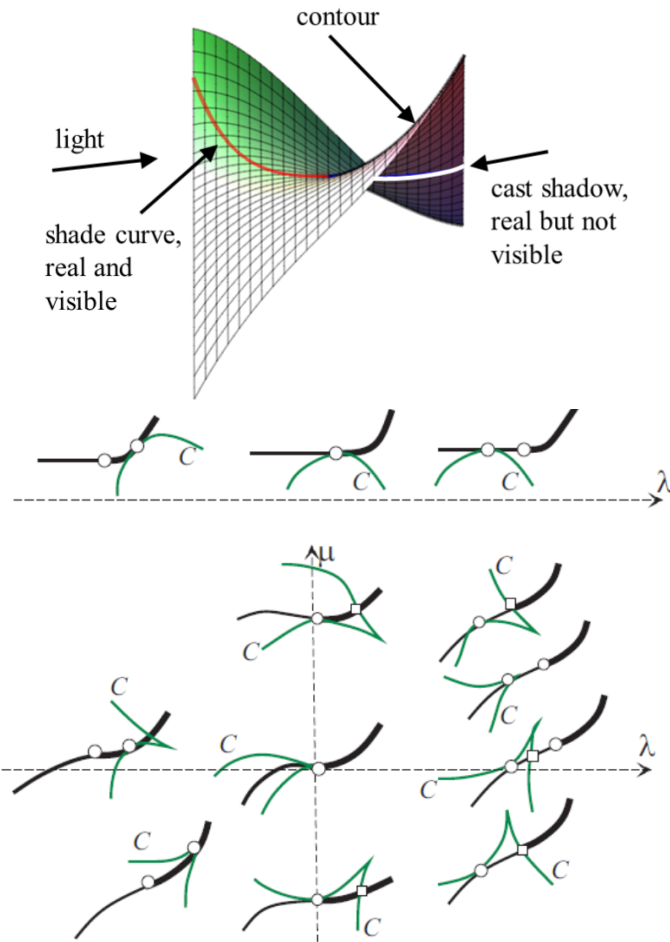 contour
light
shade curve,
real and
visible
cast shadow,
real but not
visible
C
C
C
λ
μ
C
C
C
C
C
C
C
λ
C
C
C